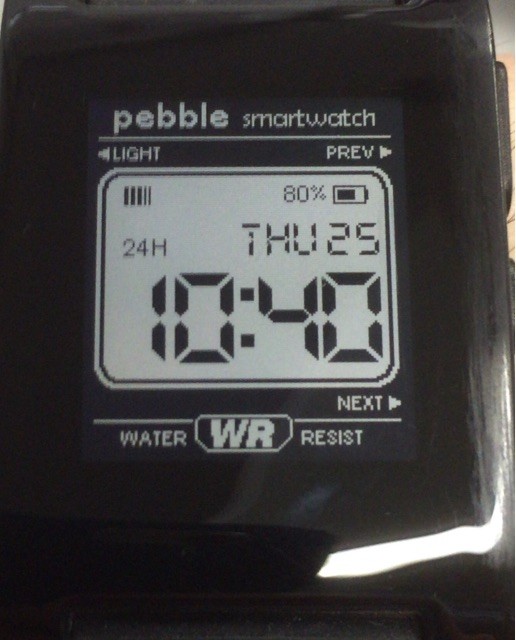 pebble smartwatch
LIGHT PREV
80%
24H THU 25
10:40
NEXT
WATER WR RESIST